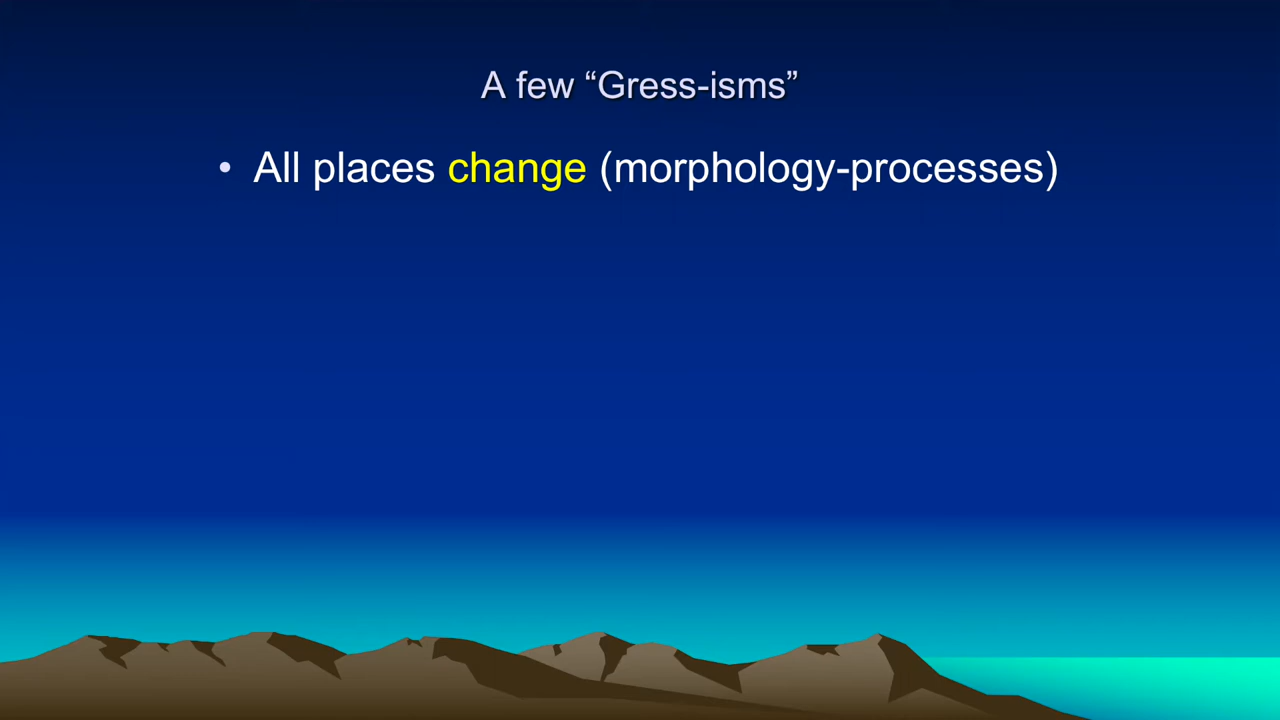 A few “Gress-isms”
• All places change (morphology-processes)